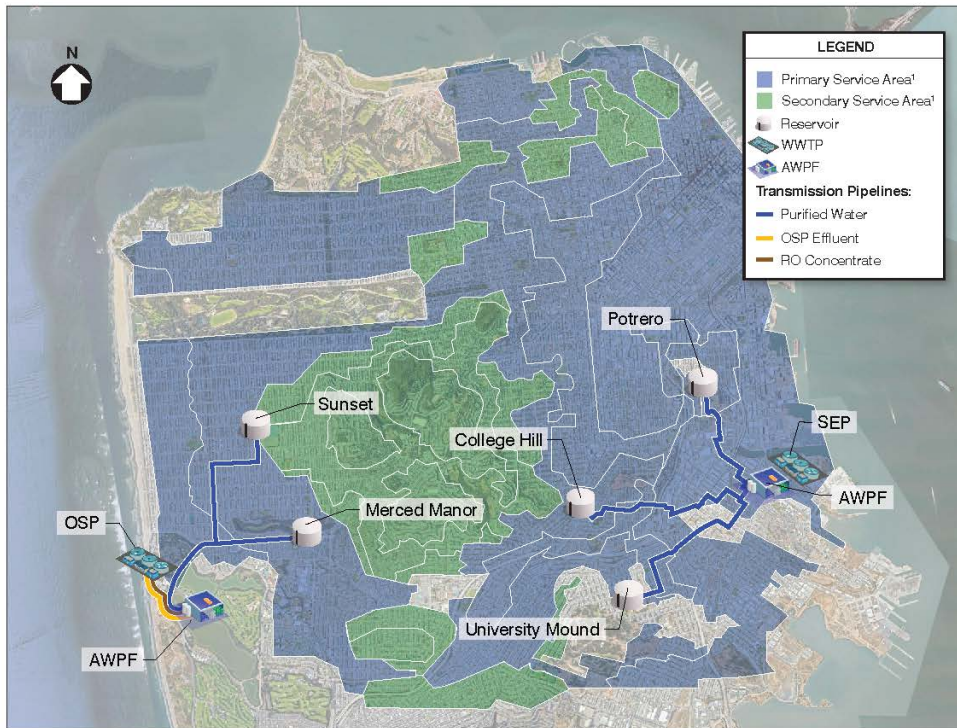 N
LEGEND
Primary Service Area¹
Secondary Service Area¹
Reservoir
WWTP
AWPF
Transmission Pipelines:
Purified Water
OSP Effluent
RO Concentrate
Potrero
Sunset
SEP
College Hill
AWPF
Merced Manor
OSP
University Mound
AWPF